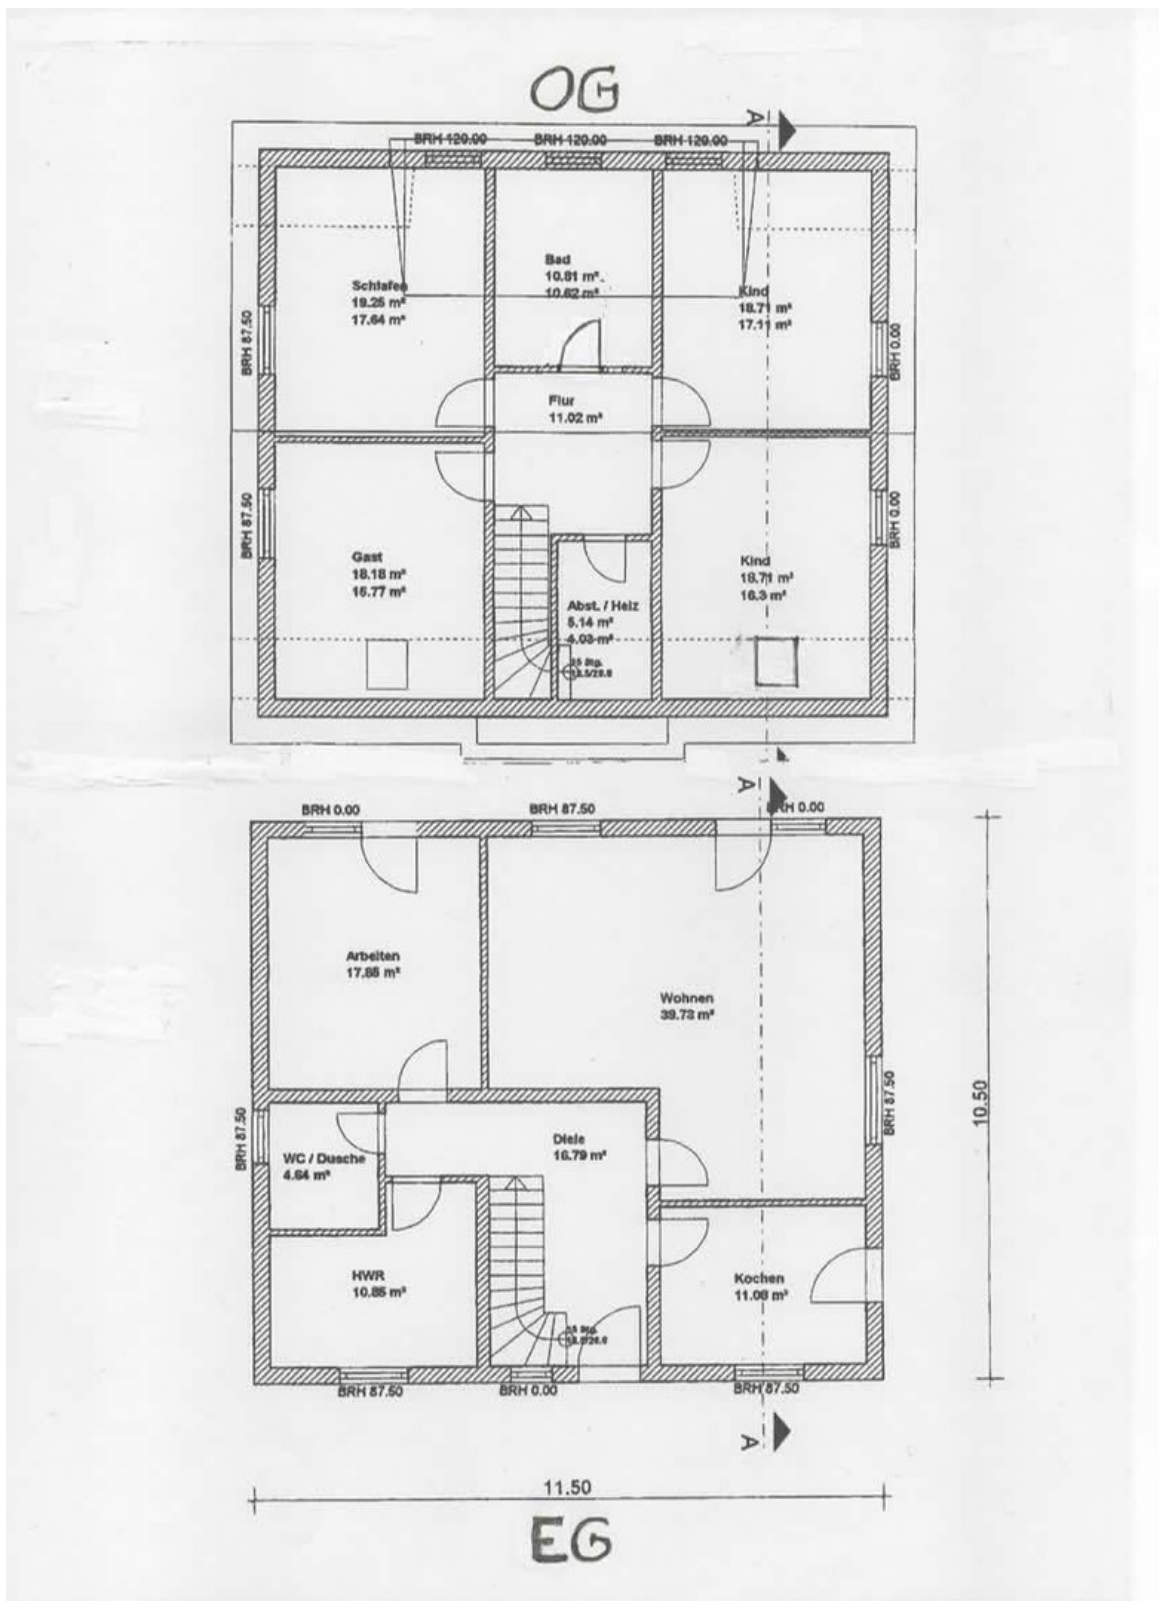 OG
A
BRH 120.00 BRH 120.00 BRH 120.00
Bad
10.81 m²
10.62 m²
Schlafen
19.25 m²
17.64 m²
Kind
18.71 m²
17.11 m²
BRH 87.50
BRH 0.00
Flur
11.02 m²
BRH 87.50
BRH 0.00
Gast
18.18 m²
Kind
18.71 m²
16.3 m²
Abst. / Heiz
5.14 m²
4.03 m²
A
BRH 0.00 BRH 87.50 BRH 0.00
Arbeiten
17.85 m²
Wohnen
39.73 m²
BRH 87.50
10.50
BRH 87.50
Diele
16.79 m²
WC / Dusche
4.64 m²
HWR
10.85 m²
Kochen
BRH 87.50 BRH 0.00 BRH 87.50
A
11.50
EG